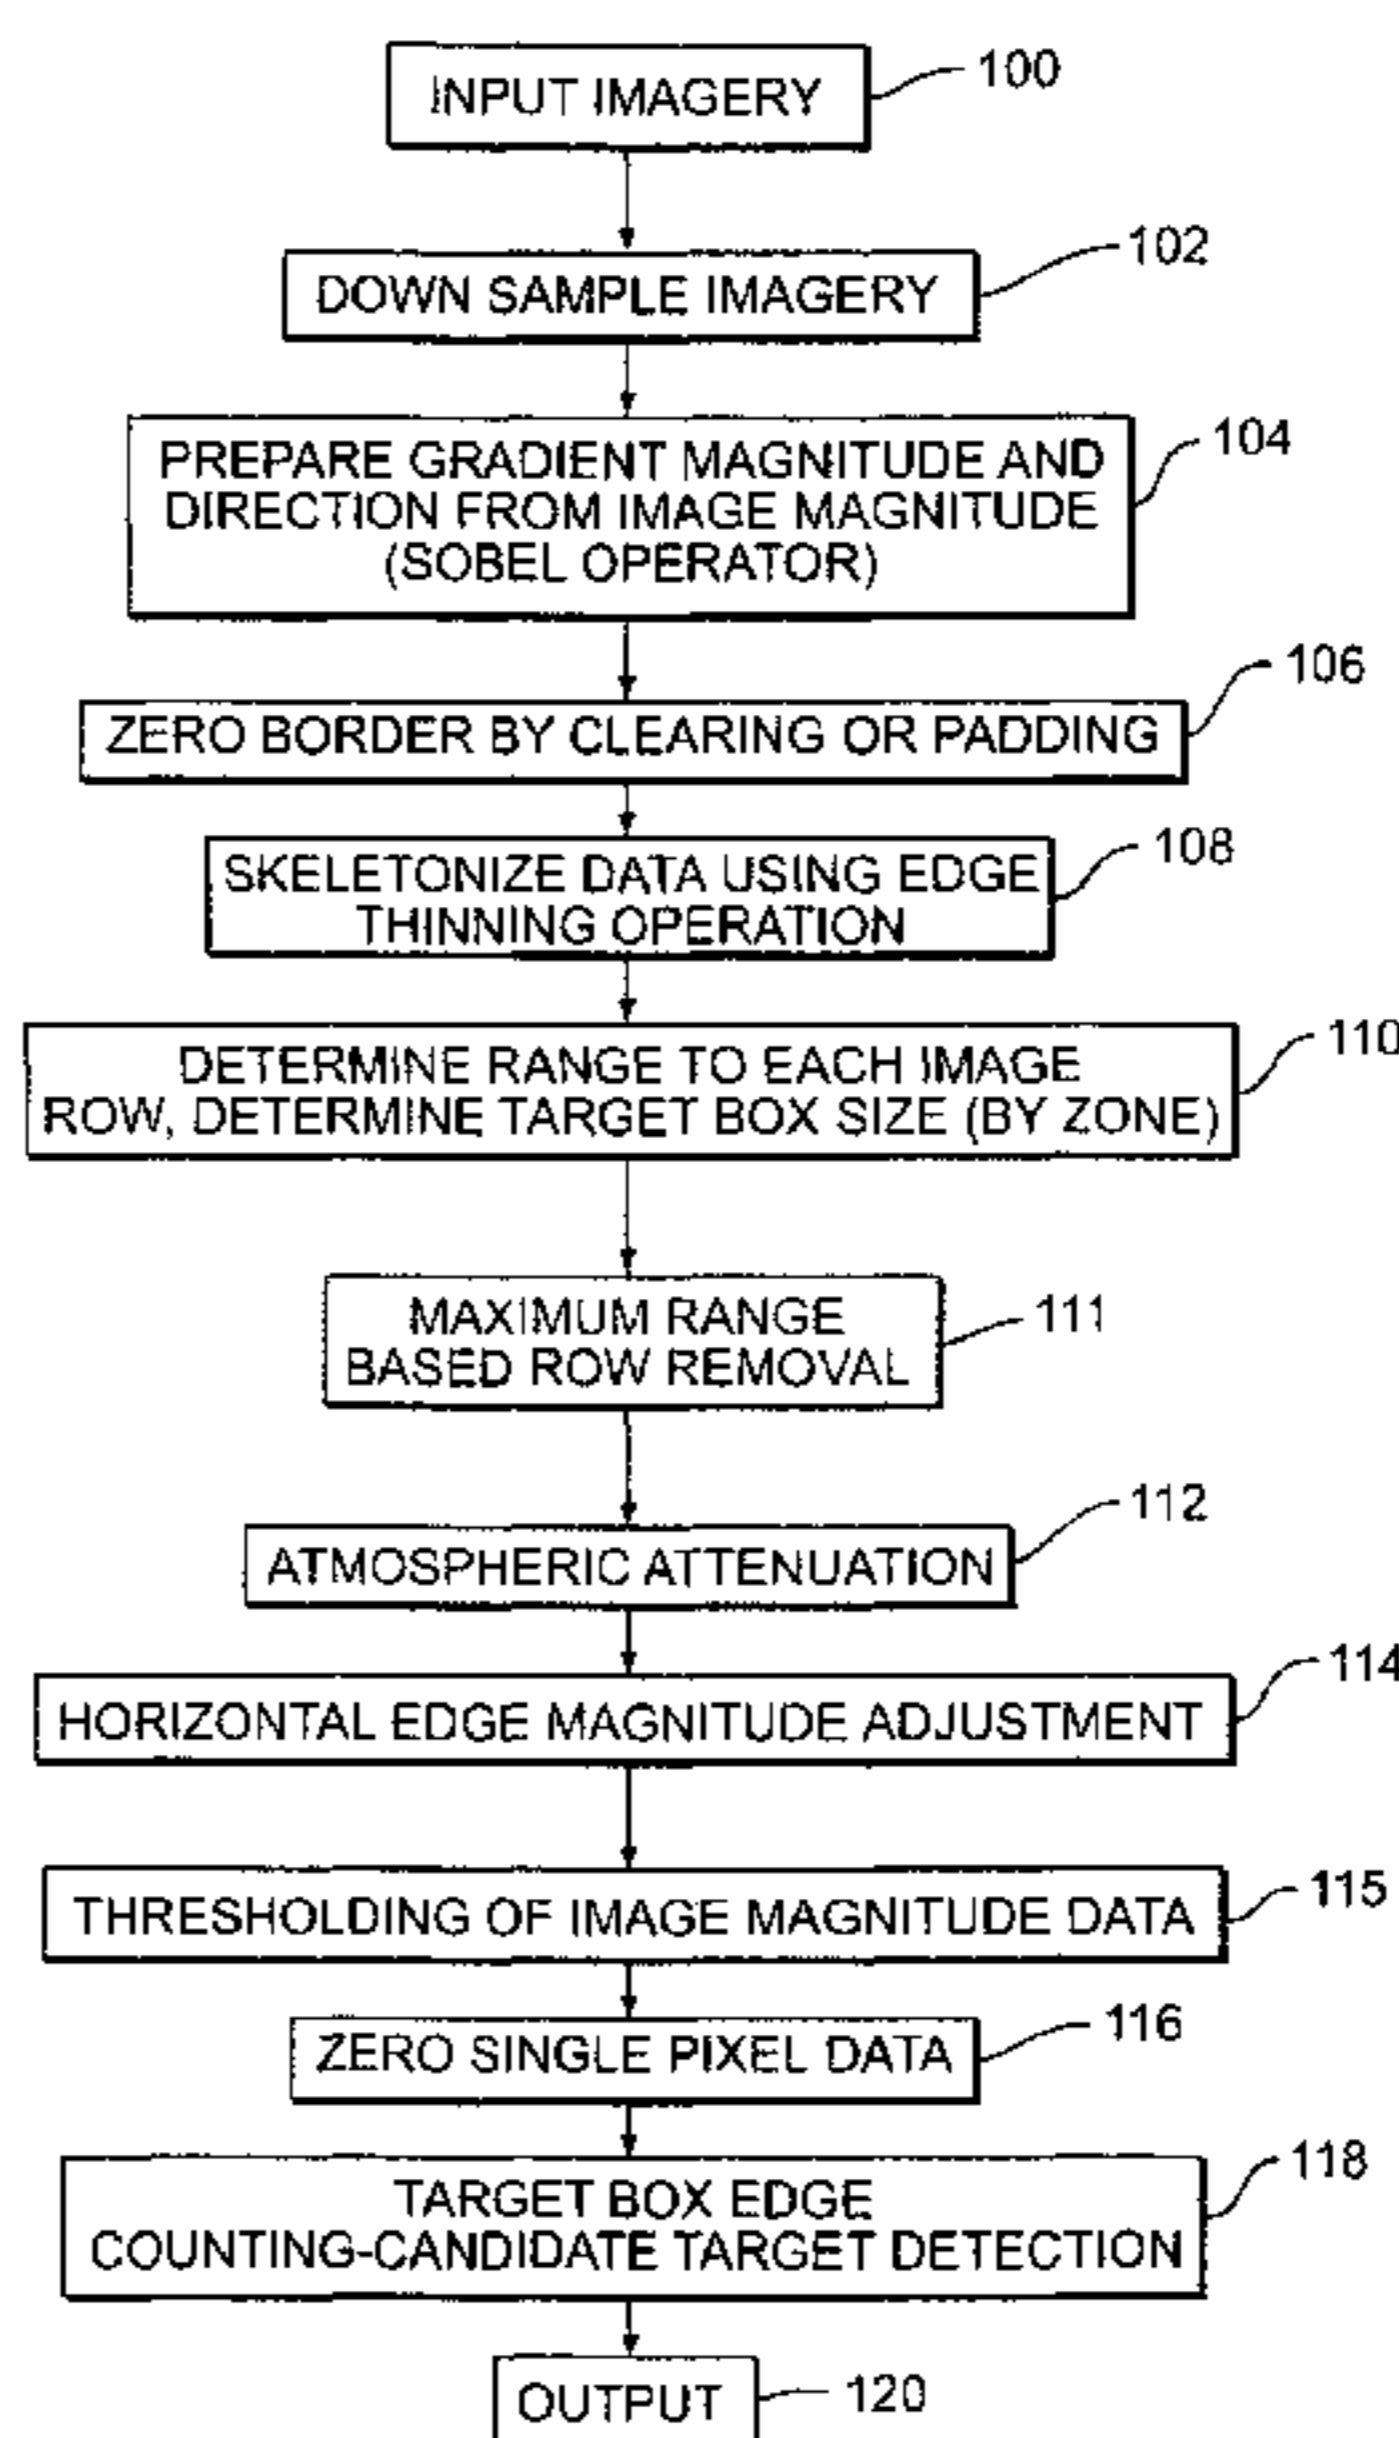 INPUT IMAGERY
100
DOWN SAMPLE IMAGERY
102
PREPARE GRADIENT MAGNITUDE AND
DIRECTION FROM IMAGE MAGNITUDE
(SOBEL OPERATOR)
104
ZERO BORDER BY CLEARING OR PADDING
106
SKELETONIZE DATA USING EDGE
THINNING OPERATION
108
DETERMINE RANGE TO EACH IMAGE
ROW, DETERMINE TARGET BOX SIZE (BY ZONE)
110
MAXIMUM RANGE
BASED ROW REMOVAL
111
ATMOSPHERIC ATTENUATION
112
HORIZONTAL EDGE MAGNITUDE ADJUSTMENT
114
THRESHOLDING OF IMAGE MAGNITUDE DATA
115
ZERO SINGLE PIXEL DATA
116
TARGET BOX EDGE
COUNTING-CANDIDATE TARGET DETECTION
118
OUTPUT
120